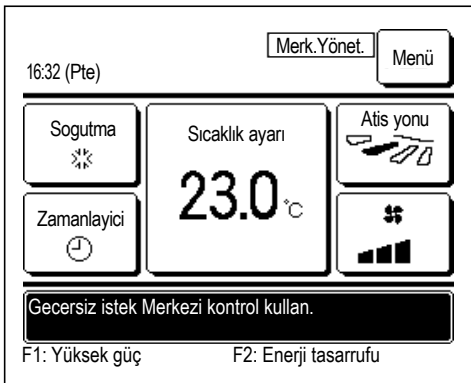 Merk.Yönet.
Menü
16:32 (Pte)
Sogutma
Sıcaklık ayarı
Atis yonu
23.0 °C
Zamanlayici
Gecersiz istek Merkezi kontrol kullan.
F1: Yüksek güç F2: Enerji tasarrufu